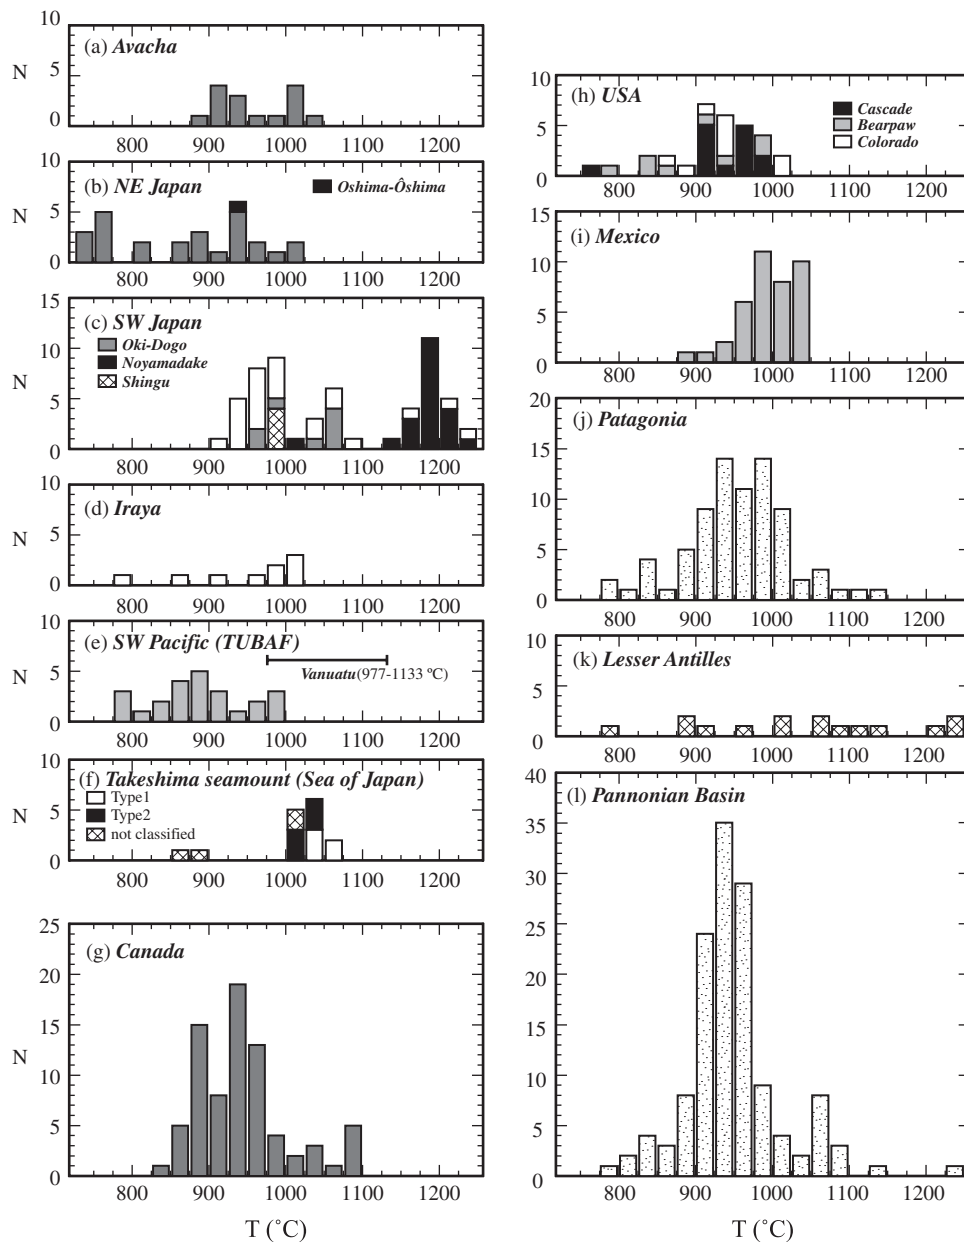 10
(a) Avacha
N
5
0
800 900 1000 1100 1200
10
(b) NE Japan
Oshima-Ôshima
N
5
0
800 900 1000 1100 1200
15
(c) SW Japan
Oki-Dogo
Noyamadake
Shingu
10
N
5
0
800 900 1000 1100 1200
10
(d) Iraya
N
5
0
800 900 1000 1100 1200
10
(e) SW Pacific (TUBAF)
Vanuatu(977-1133 ºC)
N
5
0
800 900 1000 1100 1200
10
(f) Takeshima seamount (Sea of Japan)
Type1
Type2
not classified
N
5
0
800 900 1000 1100 1200
25
(g) Canada
20
15
N
10
5
0
800 900 1000 1100 1200
T (˚C)
10
(h) USA
Cascade
Bearpaw
Colorado
5
0
800 900 1000 1100 1200
15
(i) Mexico
10
5
0
800 900 1000 1100 1200
20
(j) Patagonia
15
10
5
0
800 900 1000 1100 1200
10
(k) Lesser Antilles
5
0
800 900 1000 1100 1200
40
(l) Pannonian Basin
35
30
25
20
15
10
5
0
800 900 1000 1100 1200
T (˚C)